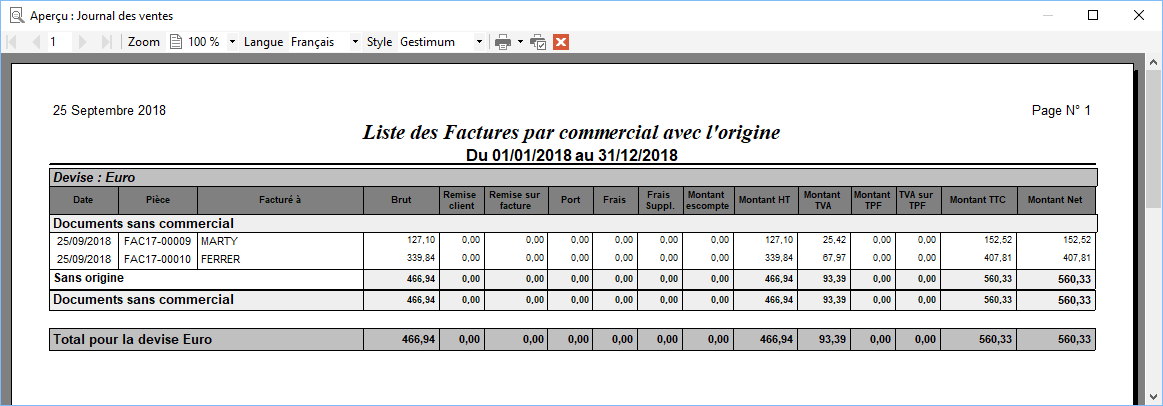 Aperçu : Journal des ventes
1 Zoom 100 % Langue Français Style Gestimum
25 Septembre 2018 Page N° 1
Liste des Factures par commercial avec l'origine
Du 01/01/2018 au 31/12/2018
Devise : Euro
Date Pièce Facturé à Brut Remise client Remise sur facture Port Frais Frais Suppl. Montant escompte Montant HT Montant TVA Montant TPF TVA sur TPF Montant TTC Montant Net
Documents sans commercial
25/09/2018 FAC17-00009 MARTY 127,10 0,00 0,00 0,00 0,00 0,00 0,00 127,10 25,42 0,00 0,00 152,52 152,52
25/09/2018 FAC17-00010 FERRER 339,84 0,00 0,00 0,00 0,00 0,00 0,00 339,84 67,97 0,00 0,00 407,81 407,81
Sans origine 466,94 0,00 0,00 0,00 0,00 0,00 0,00 466,94 93,39 0,00 0,00 560,33 560,33
Documents sans commercial 466,94 0,00 0,00 0,00 0,00 0,00 0,00 466,94 93,39 0,00 0,00 560,33 560,33
Total pour la devise Euro 466,94 0,00 0,00 0,00 0,00 0,00 0,00 466,94 93,39 0,00 0,00 560,33 560,33